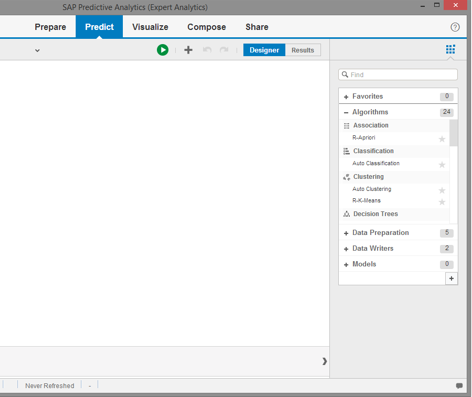 SAP Predictive Analytics (Expert Analytics)
Prepare Predict Visualize Compose Share
Designer Results
Find
Favorites 0
Algorithms 24
Association
R-Apriori
Classification
Auto Classification
Clustering
Auto Clustering
R-K-Means
Decision Trees
Data Preparation 5
Data Writers 2
Models 0
Never Refreshed -